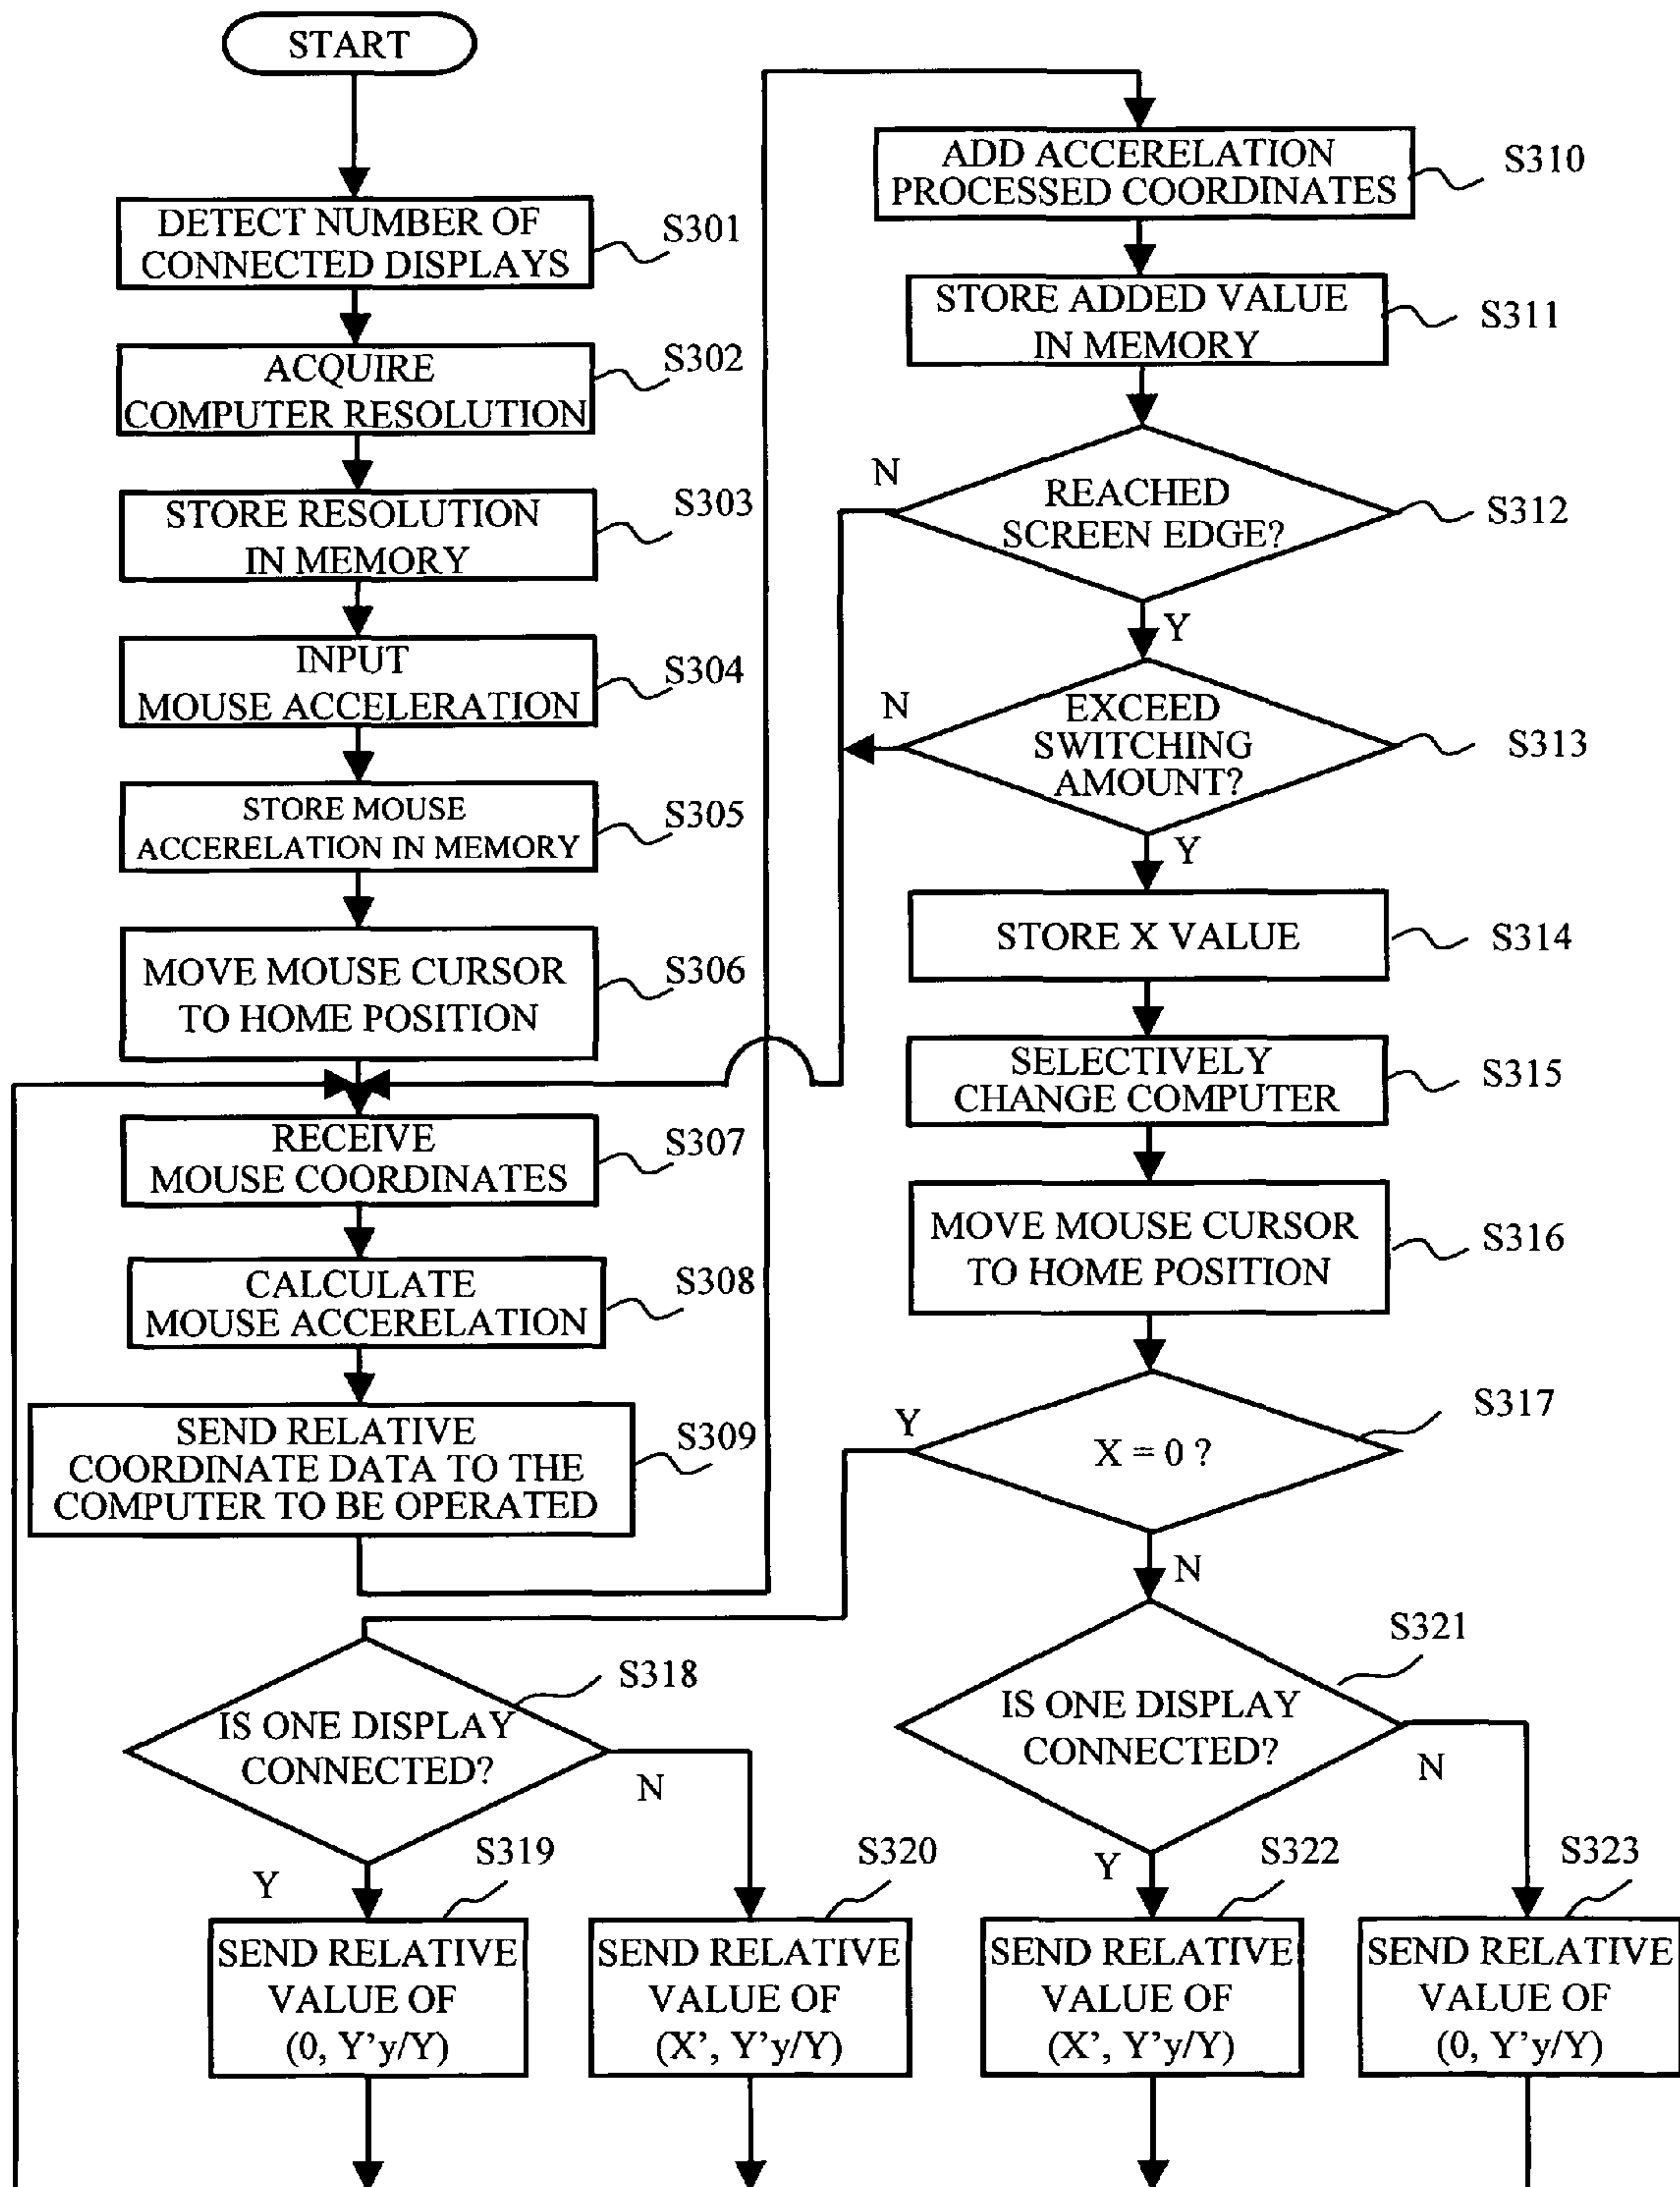 START
DETECT NUMBER OF
CONNECTED DISPLAYS
S301
ACQUIRE
COMPUTER RESOLUTION
S302
STORE RESOLUTION
IN MEMORY
S303
INPUT
MOUSE ACCELERATION
S304
STORE MOUSE
ACCERELATION IN MEMORY
S305
MOVE MOUSE CURSOR
TO HOME POSITION
S306
RECEIVE
MOUSE COORDINATES
S307
CALCULATE
MOUSE ACCERELATION
S308
SEND RELATIVE
COORDINATE DATA TO THE
COMPUTER TO BE OPERATED
S309
ADD ACCERELATION
PROCESSED COORDINATES
S310
STORE ADDED VALUE
IN MEMORY
S311
N
REACHED
SCREEN EDGE?
S312
Y
N
EXCEED
SWITCHING
AMOUNT?
S313
Y
STORE X VALUE
S314
SELECTIVELY
CHANGE COMPUTER
S315
MOVE MOUSE CURSOR
TO HOME POSITION
S316
Y
X = 0 ?
S317
N
IS ONE DISPLAY
CONNECTED?
S318
N
Y
SEND RELATIVE
VALUE OF
(0, Y'y/Y)
S319
SEND RELATIVE
VALUE OF
(X', Y'y/Y)
S320
IS ONE DISPLAY
CONNECTED?
S321
N
Y
SEND RELATIVE
VALUE OF
(X', Y'y/Y)
S322
SEND RELATIVE
VALUE OF
(0, Y'y/Y)
S323